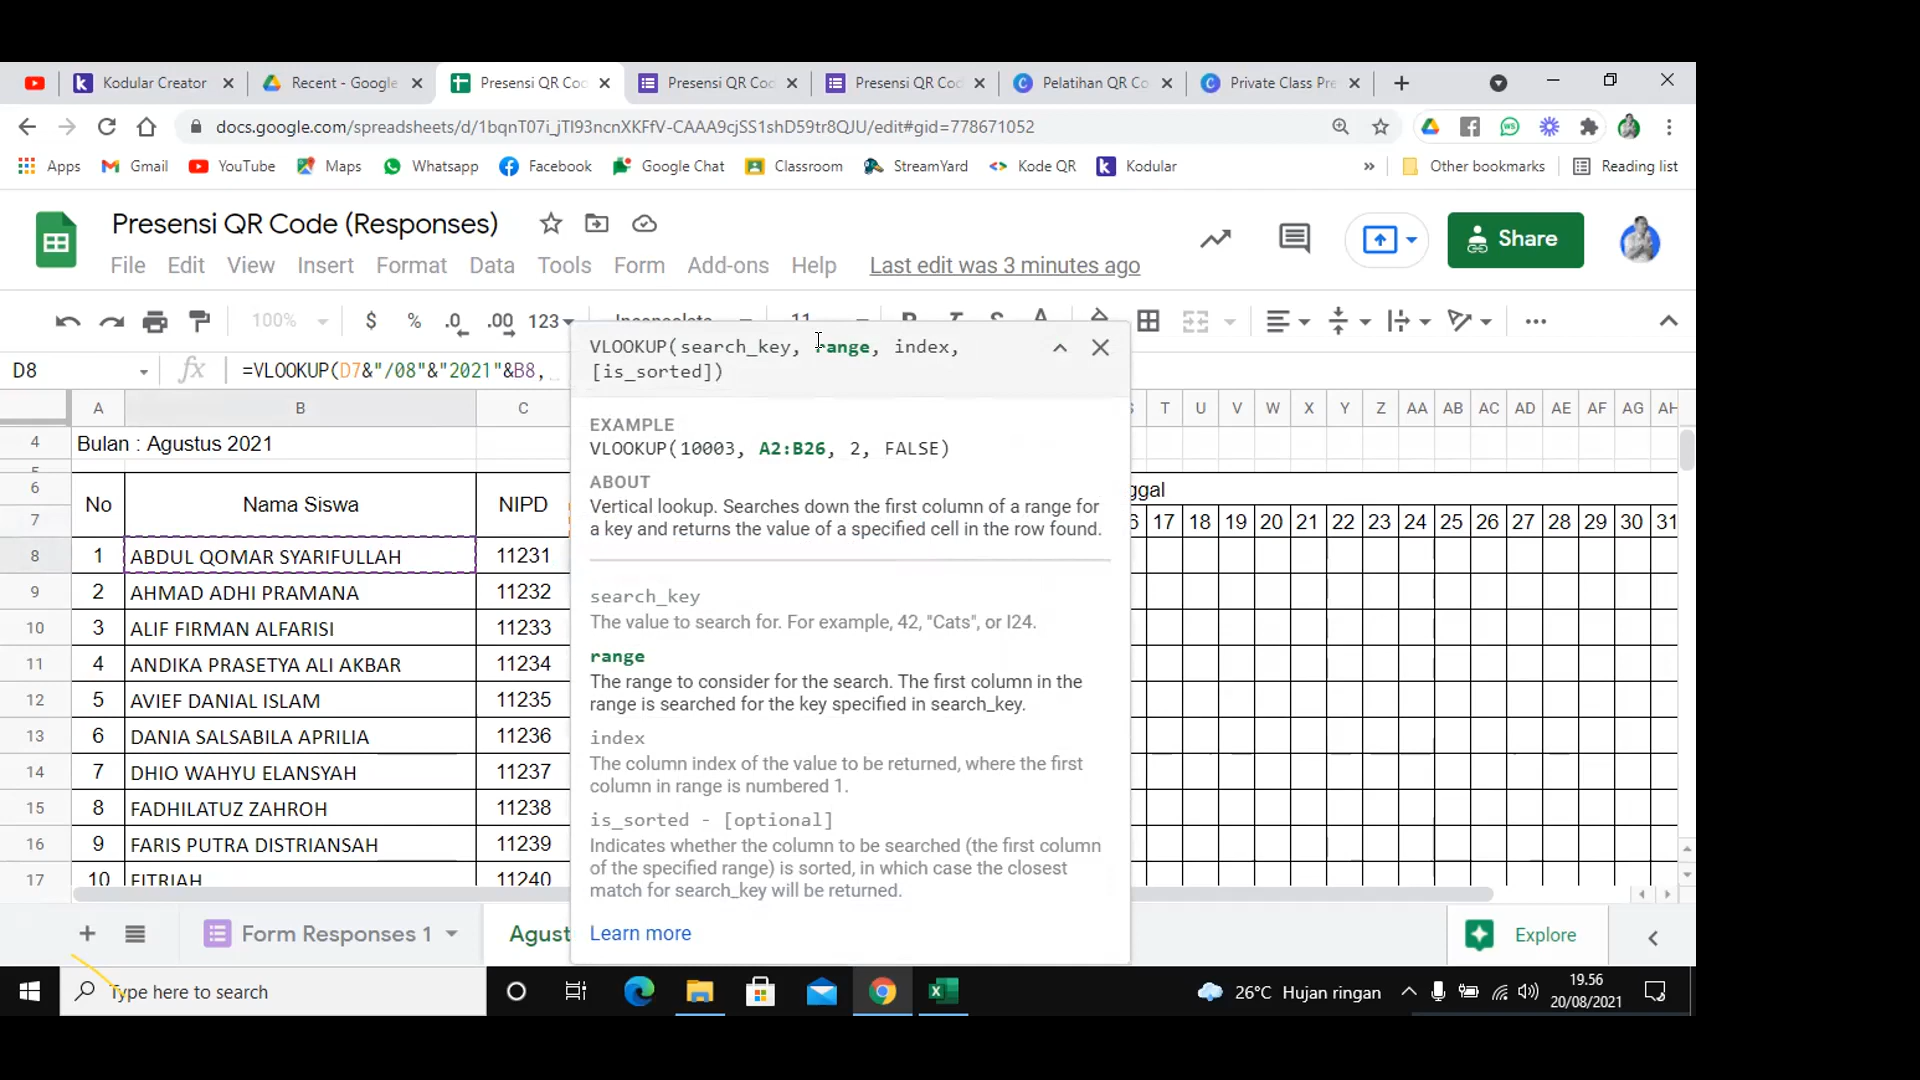 Kodular Creator
Recent - Google
Presensi QR Co
Presensi QR Co
Presensi QR Cod
Pelatihan QR Co
Private Class Pre
docs.google.com/spreadsheets/d/1bqnT07i_jTI93ncnXKFfV-CAAA9cjSS1shD59tr8QJU/edit#gid=778671052
Apps Gmail YouTube Maps Whatsapp Facebook Google Chat Classroom StreamYard Kode QR Kodular » Other bookmarks Reading list
Presensi QR Code (Responses)
File Edit View Insert Format Data Tools Form Add-ons Help Last edit was 3 minutes ago
Share
100% $ % .0 .00 123
D8 fx =VLOOKUP(D7&"/08"&"2021"&B8,
VLOOKUP(search_key, range, index,
[is_sorted])
EXAMPLE
VLOOKUP(10003, A2:B26, 2, FALSE)
ABOUT
Vertical lookup. Searches down the first column of a range for
a key and returns the value of a specified cell in the row found.
search_key
The value to search for. For example, 42, "Cats", or I24.
range
The range to consider for the search. The first column in the
range is searched for the key specified in search_key.
index
The column index of the value to be returned, where the first
column in range is numbered 1.
is_sorted - [optional]
Indicates whether the column to be searched (the first column
of the specified range) is sorted, in which case the closest
match for search_key will be returned.
Learn more
A B C T U V W X Y Z AA AB AC AD AE AF AG AH
4 Bulan : Agustus 2021
6 ggal
No Nama Siswa NIPD
7 6 17 18 19 20 21 22 23 24 25 26 27 28 29 30 31
8 1 ABDUL QOMAR SYARIFULLAH 11231
9 2 AHMAD ADHI PRAMANA 11232
10 3 ALIF FIRMAN ALFARISI 11233
11 4 ANDIKA PRASETYA ALI AKBAR 11234
12 5 AVIEF DANIAL ISLAM 11235
13 6 DANIA SALSABILA APRILIA 11236
14 7 DHIO WAHYU ELANSYAH 11237
15 8 FADHILATUZ ZAHROH 11238
16 9 FARIS PUTRA DISTRIANSAH 11239
17 10 FITRIAH 11240
Form Responses 1 Agust
Explore
Type here to search
26°C Hujan ringan
19.56
20/08/2021